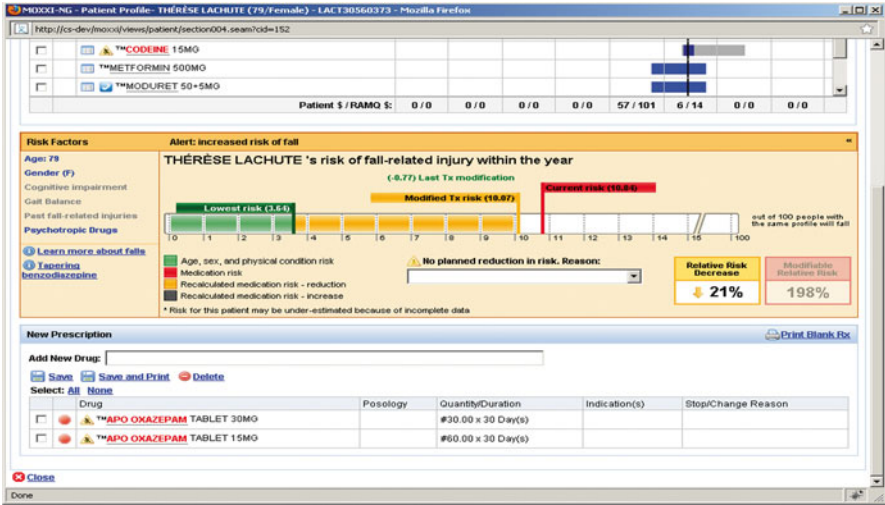 MOXXI-NG - Patient Profile- THÉRÈSE LACHUTE (79/Female) - LACT30560373 - Mozilla Firefox
http://cs-dev/moxxi/views/patient/section004.seam?cid=152
™CODEINE 15MG
™METFORMIN 500MG
™MODURET 50+5MG
Patient $ / RAMQ $: 0 / 0 0 / 0 0 / 0 0 / 0 57 / 101 6 / 14 0 / 0 0 / 0
Risk Factors Alert: increased risk of fall
Age: 79
Gender (F)
Cognitive impairment
Gait Balance
Past fall-related injuries
Psychotropic Drugs
Learn more about falls
Tapering benzodiazepine
THÉRÈSE LACHUTE 's risk of fall-related injury within the year
(-0.77) Last Tx modification
Current risk (10.84)
Modified Tx risk (10.07)
Lowest risk (3.64)
out of 100 people with
the same profile will fall
0 1 2 3 4 5 6 7 8 9 10 11 12 13 14 15 100
Age, sex, and physical condition risk
Medication risk
Recalculated medication risk - reduction
Recalculated medication risk - increase
* Risk for this patient may be under-estimated because of incomplete data
No planned reduction in risk. Reason:
Relative Risk
Decrease
21%
Modifiable
Relative Risk
198%
New Prescription Print Blank Rx
Add New Drug:
Save Save and Print Delete
Select: All None
Drug Posology Quantity/Duration Indication(s) Stop/Change Reason
™APO OXAZEPAM TABLET 30MG #30.00 x 30 Day(s)
™APO OXAZEPAM TABLET 15MG #60.00 x 30 Day(s)
Close
Done